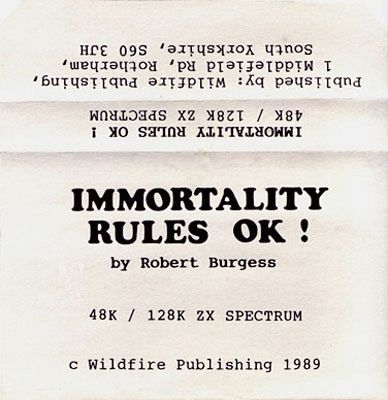 Published by: Wildfire Publishing,
1 Middlefield Rd, Rotherham,
South Yorkshire, S60 3JH
IMMORTALITY RULES OK !
48K / 128K ZX SPECTRUM
IMMORTALITY
RULES OK !
by Robert Burgess
48K / 128K ZX SPECTRUM
c Wildfire Publishing 1989